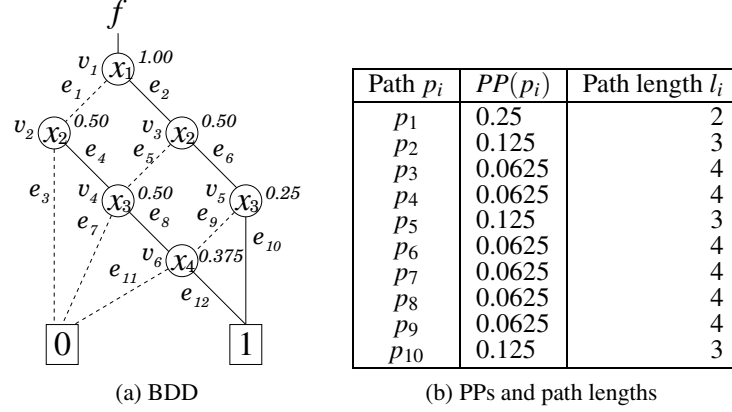 f
v1 x1 1.00
e1 e2
v2 x2 0.50 v3 x2 0.50
e3 e4 e5 e6
v4 x3 0.50 v5 x3 0.25
e7 e8 e9 e10
v6 x4 0.375
e11 e12
0 1
(a) BDD
Path pi PP(pi) Path length li
p1 0.25 2
p2 0.125 3
p3 0.0625 4
p4 0.0625 4
p5 0.125 3
p6 0.0625 4
p7 0.0625 4
p8 0.0625 4
p9 0.0625 4
p10 0.125 3
(b) PPs and path lengths